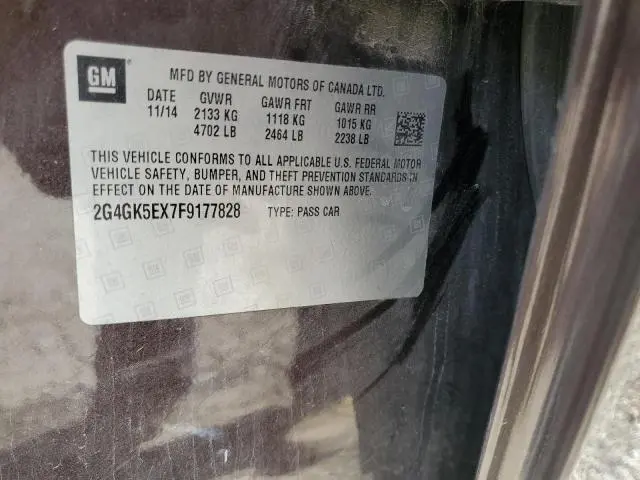 GM
MFD BY GENERAL MOTORS OF CANADA LTD.
DATE GVWR GAWR FRT GAWR RR
11/14 2133 KG 1118 KG 1015 KG
4702 LB 2464 LB 2238 LB
THIS VEHICLE CONFORMS TO ALL APPLICABLE U.S. FEDERAL MOTOR
VEHICLE SAFETY, BUMPER, AND THEFT PREVENTION STANDARDS IN
EFFECT ON THE DATE OF MANUFACTURE SHOWN ABOVE.
2G4GK5EX7F9177828 TYPE: PASS CAR